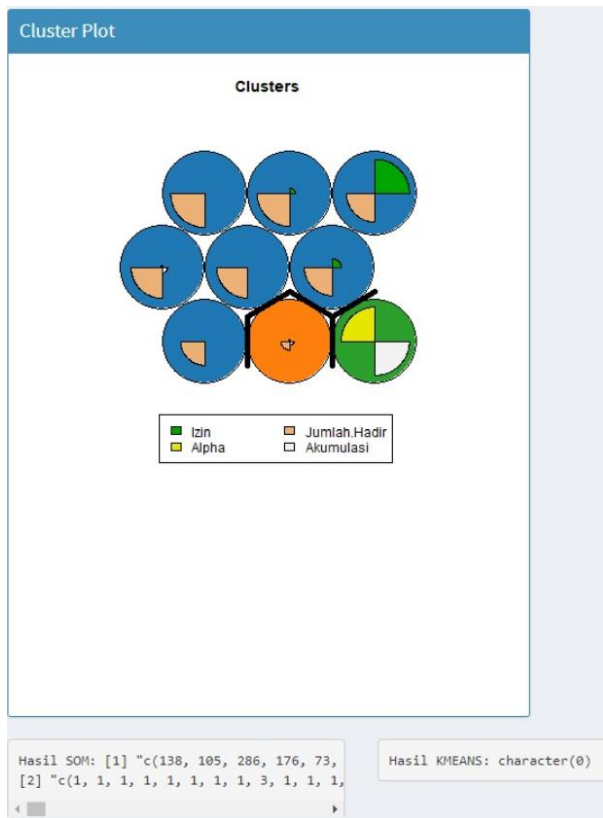 Cluster Plot
Clusters
Izin
Jumlah.Hadir
Alpha
Akumulasi
Hasil SOM: [1] "c(138, 105, 286, 176, 73,
[2] "c(1, 1, 1, 1, 1, 1, 1, 1, 3, 1, 1, 1,
Hasil KMEANS: character(0)